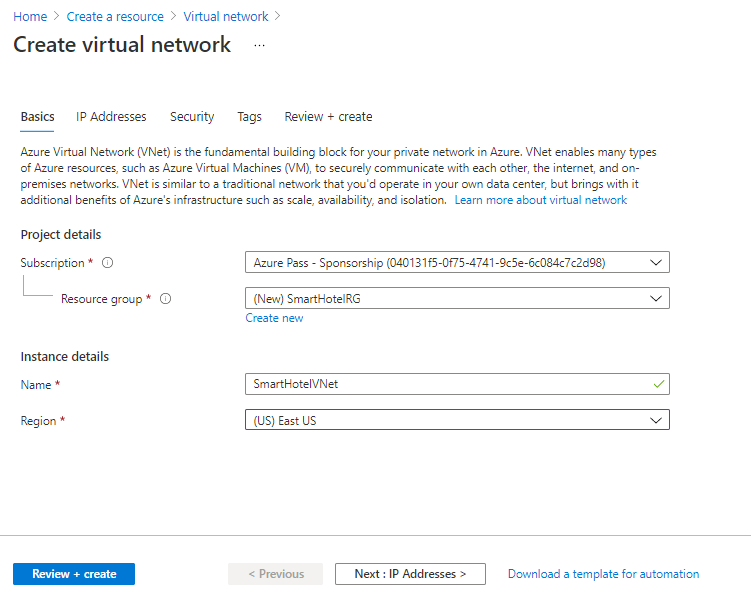 Home > Create a resource > Virtual network >
Create virtual network ...
Basics IP Addresses Security Tags Review + create
Azure Virtual Network (VNet) is the fundamental building block for your private network in Azure. VNet enables many types
of Azure resources, such as Azure Virtual Machines (VM), to securely communicate with each other, the internet, and on-
premises networks. VNet is similar to a traditional network that you'd operate in your own data center, but brings with it
additional benefits of Azure's infrastructure such as scale, availability, and isolation. Learn more about virtual network
Project details
Subscription * Azure Pass - Sponsorship (040131f5-0f75-4741-9c5e-6c084c7c2d98)
Resource group * (New) SmartHotelRG
Create new
Instance details
Name * SmartHotelVNet
Region * (US) East US
Review + create < Previous Next : IP Addresses > Download a template for automation